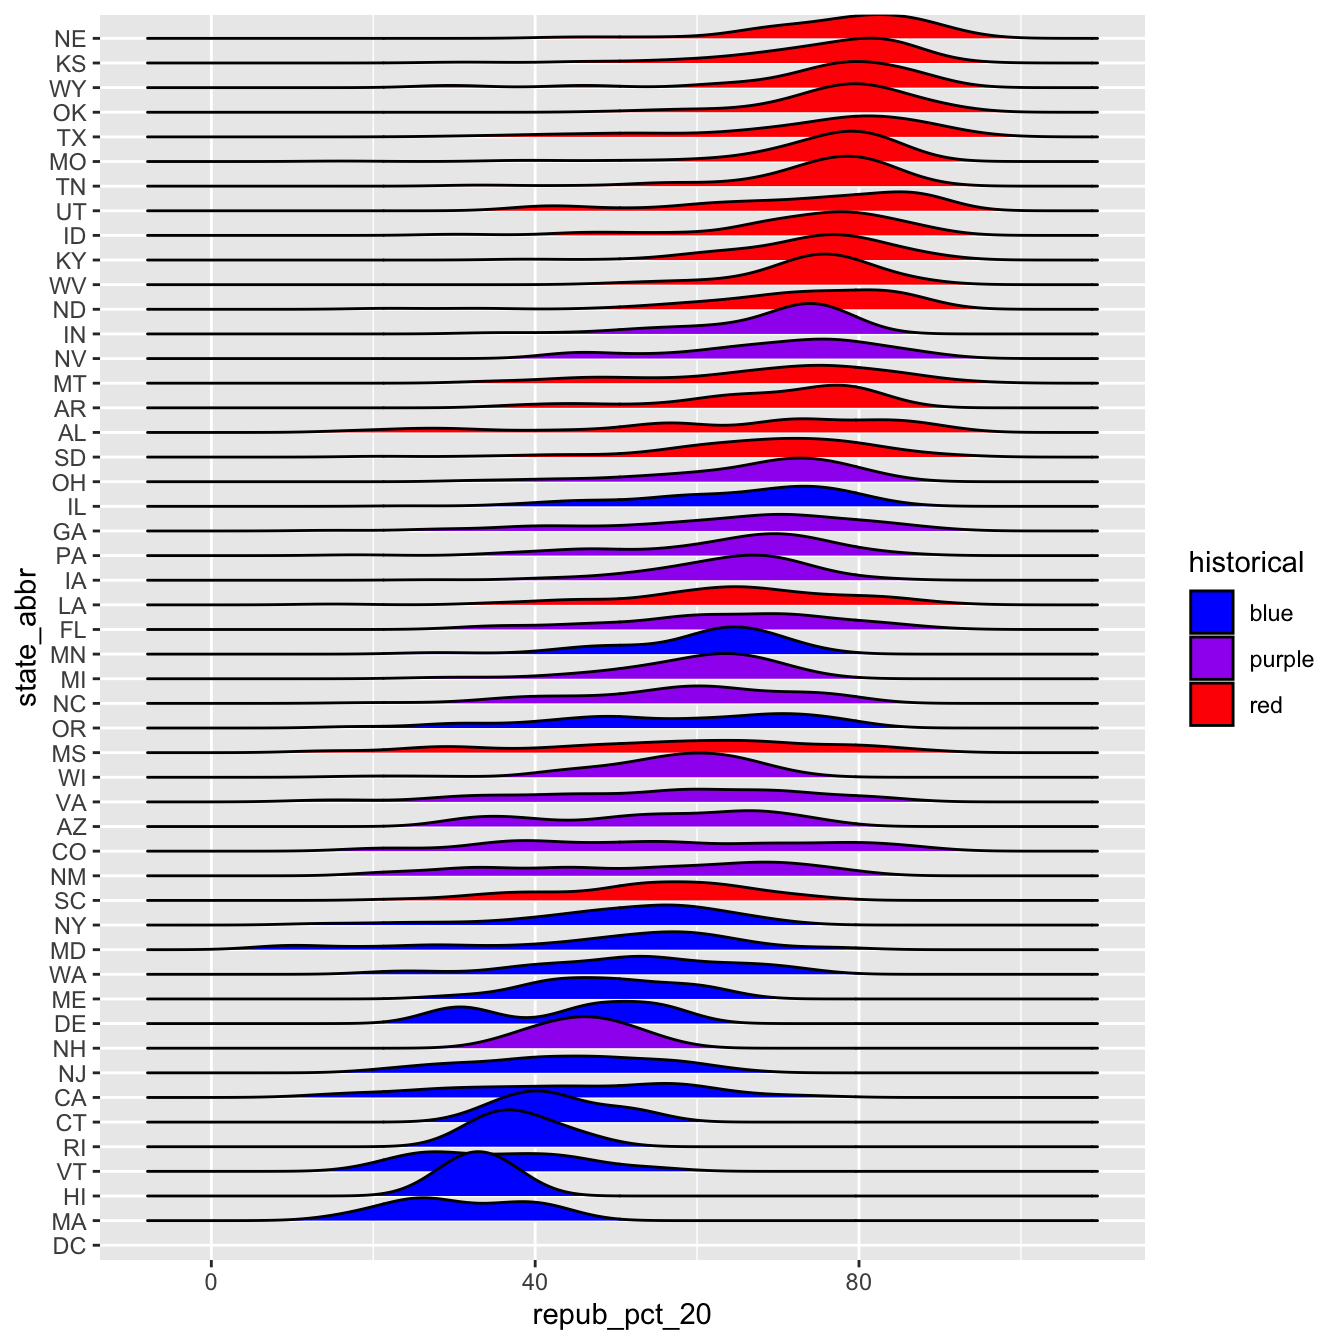 NE
KS
WY
OK
TX
MO
TN
UT
ID
KY
WV
ND
IN
NV
MT
AR
AL
SD
OH
IL
GA
PA
IA
LA
FL
MN
MI
NC
OR
MS
WI
VA
AZ
CO
NM
SC
NY
MD
WA
ME
DE
NH
NJ
CA
CT
RI
VT
HI
MA
DC
state_abbr
0 40 80
repub_pct_20
historical
blue
purple
red